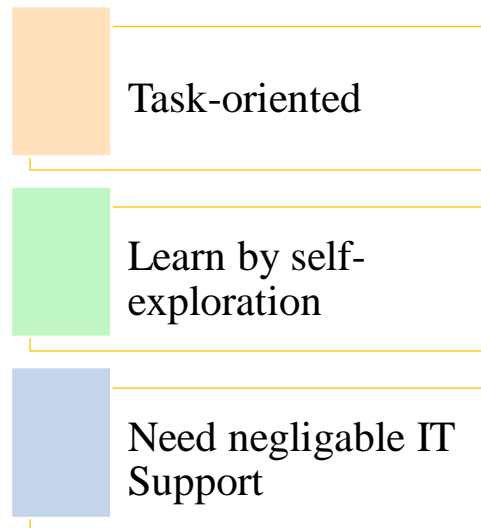 Task-oriented
Learn by self-
exploration
Need negligable IT
Support